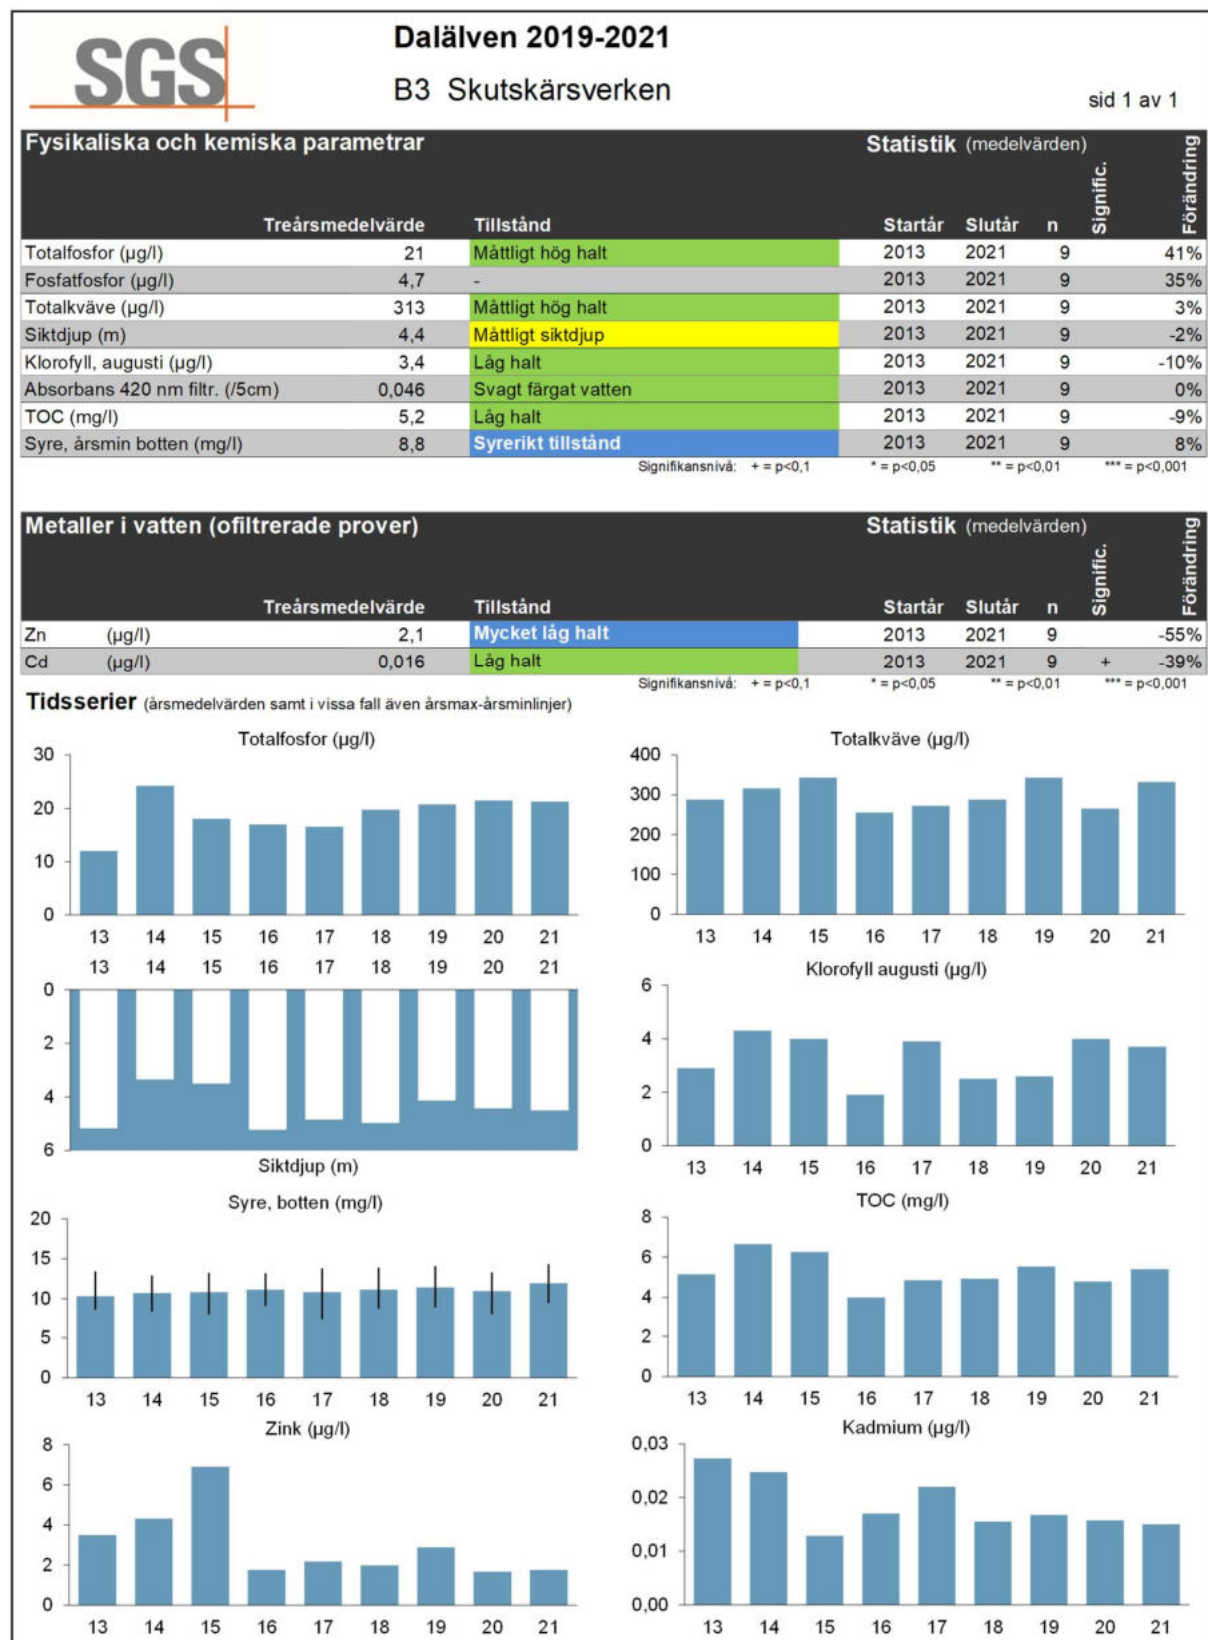 SGS
Dalälven 2019-2021
B3 Skutskärsverken
sid 1 av 1
Fysikaliska och kemiska parametrar Statistik (medelvärden)
Treårsmedelvärde Tillstånd Startår Slutår n Signific. Förändring
Totalfosfor (µg/l) 21 Måttligt hög halt 2013 2021 9 41%
Fosfatfosfor (µg/l) 4,7 - 2013 2021 9 35%
Totalkväve (µg/l) 313 Måttligt hög halt 2013 2021 9 3%
Siktdjup (m) 4,4 Måttligt siktdjup 2013 2021 9 -2%
Klorofyll, augusti (µg/l) 3,4 Låg halt 2013 2021 9 -10%
Absorbans 420 nm filtr. (/5cm) 0,046 Svagt färgat vatten 2013 2021 9 0%
TOC (mg/l) 5,2 Låg halt 2013 2021 9 -9%
Syre, årsmin botten (mg/l) 8,8 Syrerikt tillstånd 2013 2021 9 8%
Signifikansnivå: + = p<0,1 * = p<0,05 ** = p<0,01 *** = p<0,001
Metaller i vatten (ofiltrerade prover) Statistik (medelvärden)
Treårsmedelvärde Tillstånd Startår Slutår n Signific. Förändring
Zn (µg/l) 2,1 Mycket låg halt 2013 2021 9 -55%
Cd (µg/l) 0,016 Låg halt 2013 2021 9 + -39%
Signifikansnivå: + = p<0,1 * = p<0,05 ** = p<0,01 *** = p<0,001
Tidsserier (årsmedelvärden samt i vissa fall även årsmax-årsminlinjer)
Totalfosfor (µg/l)
30
20
10
0
13 14 15 16 17 18 19 20 21
Totalkväve (µg/l)
400
300
200
100
0
13 14 15 16 17 18 19 20 21
13 14 15 16 17 18 19 20 21
0
2
4
6
Siktdjup (m)
Klorofyll augusti (µg/l)
6
4
2
0
13 14 15 16 17 18 19 20 21
Syre, botten (mg/l)
20
15
10
5
0
13 14 15 16 17 18 19 20 21
TOC (mg/l)
8
6
4
2
0
13 14 15 16 17 18 19 20 21
Zink (µg/l)
8
6
4
2
0
13 14 15 16 17 18 19 20 21
Kadmium (µg/l)
0,03
0,02
0,01
0,00
13 14 15 16 17 18 19 20 21